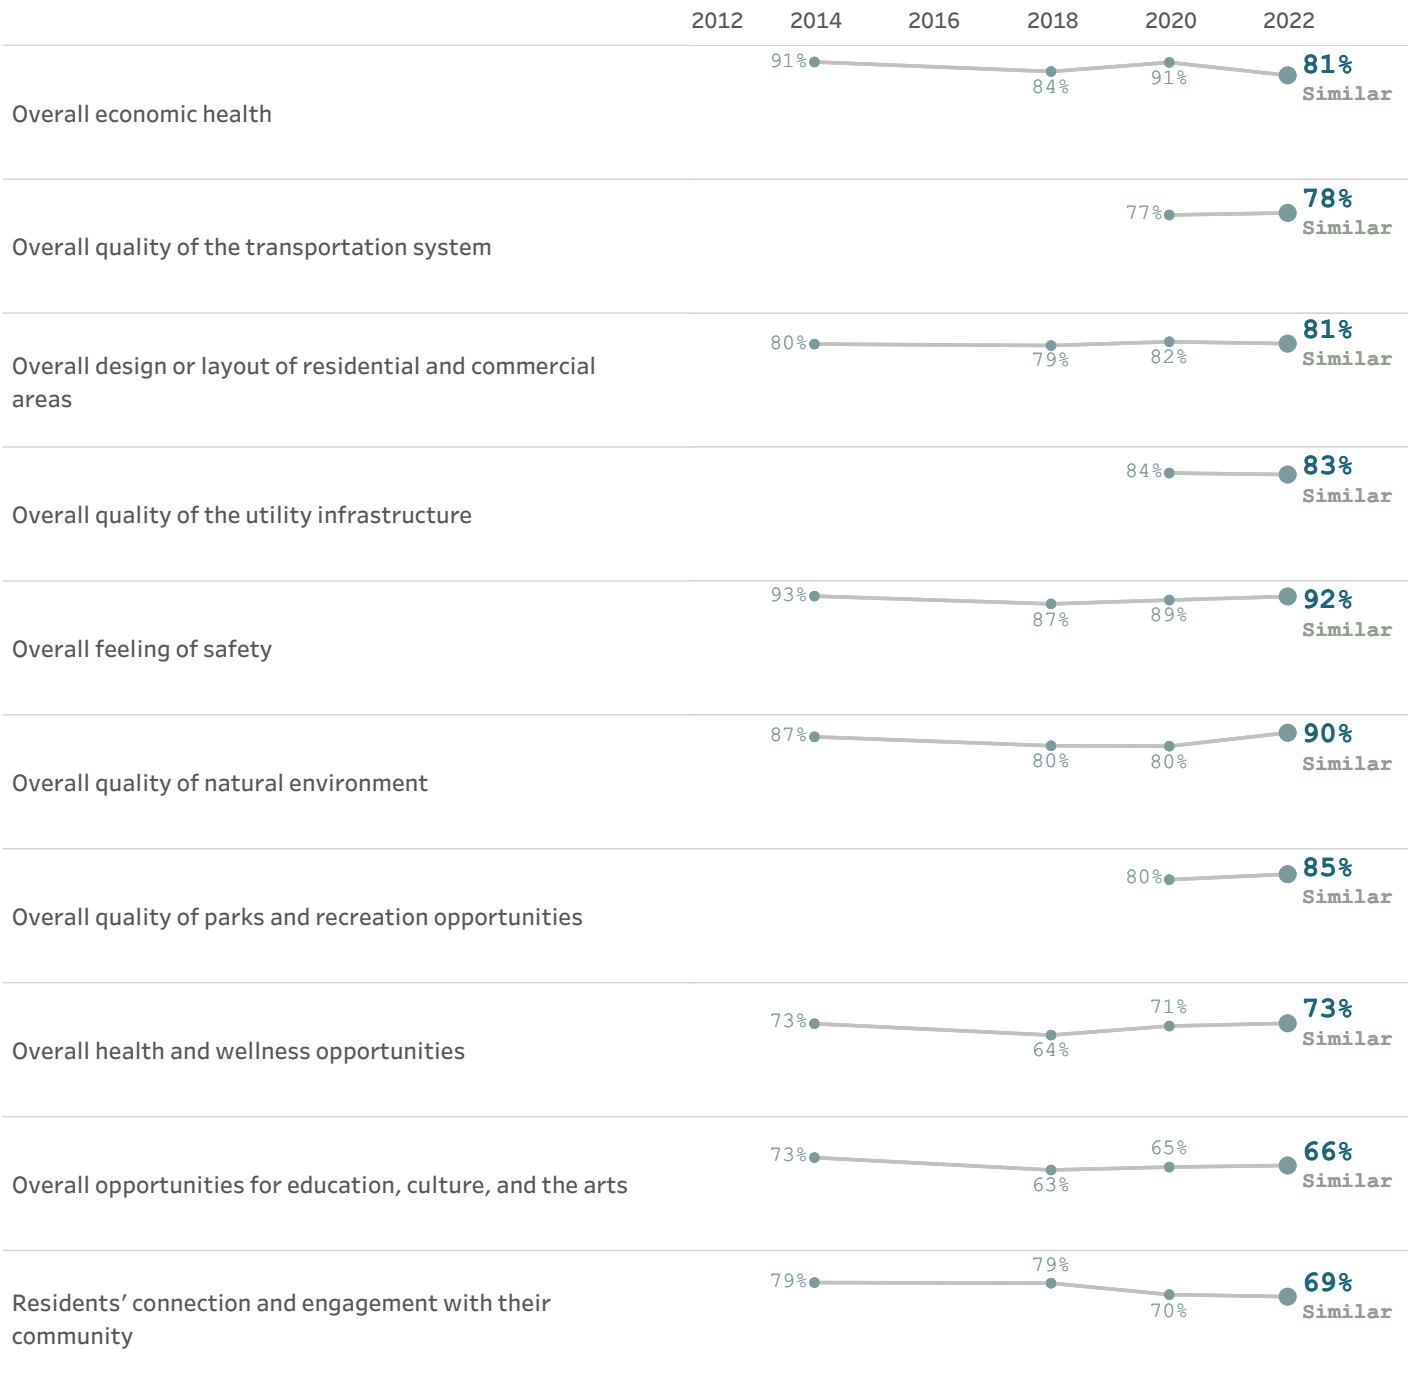 2012 2014 2016 2018 2020 2022
91% 84% 91% 81%
Similar
Overall economic health
77% 78%
Similar
Overall quality of the transportation system
80% 79% 82% 81%
Similar
Overall design or layout of residential and commercial
areas
84% 83%
Similar
Overall quality of the utility infrastructure
93% 87% 89% 92%
Similar
Overall feeling of safety
87% 80% 80% 90%
Similar
Overall quality of natural environment
80% 85%
Similar
Overall quality of parks and recreation opportunities
73% 64% 71% 73%
Similar
Overall health and wellness opportunities
73% 63% 65% 66%
Similar
Overall opportunities for education, culture, and the arts
79% 79% 70% 69%
Similar
Residents’ connection and engagement with their
community